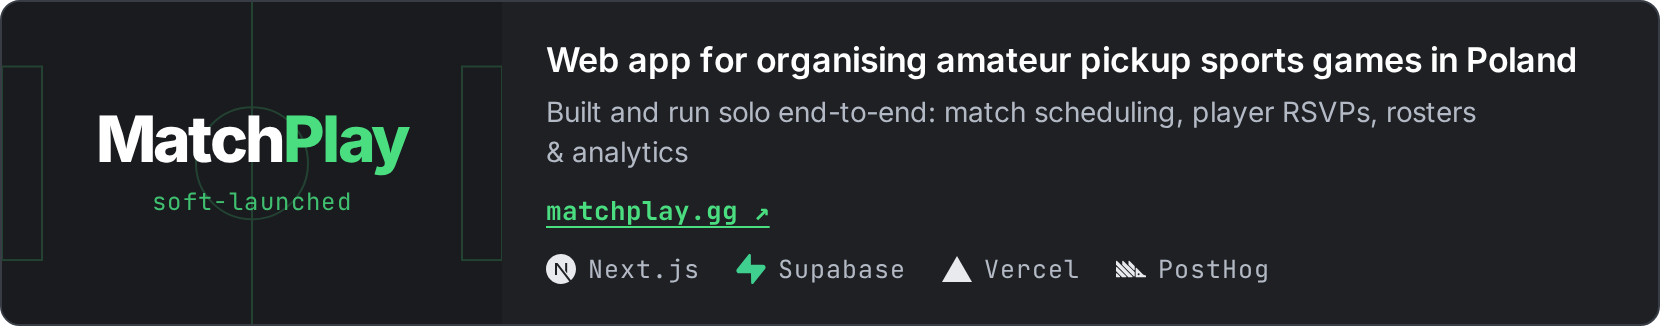 MatchPlay
soft-launched
Web app for organising amateur pickup sports games in Poland
Built and run solo end-to-end: match scheduling, player RSVPs, rosters
& analytics
matchplay.gg ↗
Next.js Supabase Vercel PostHog